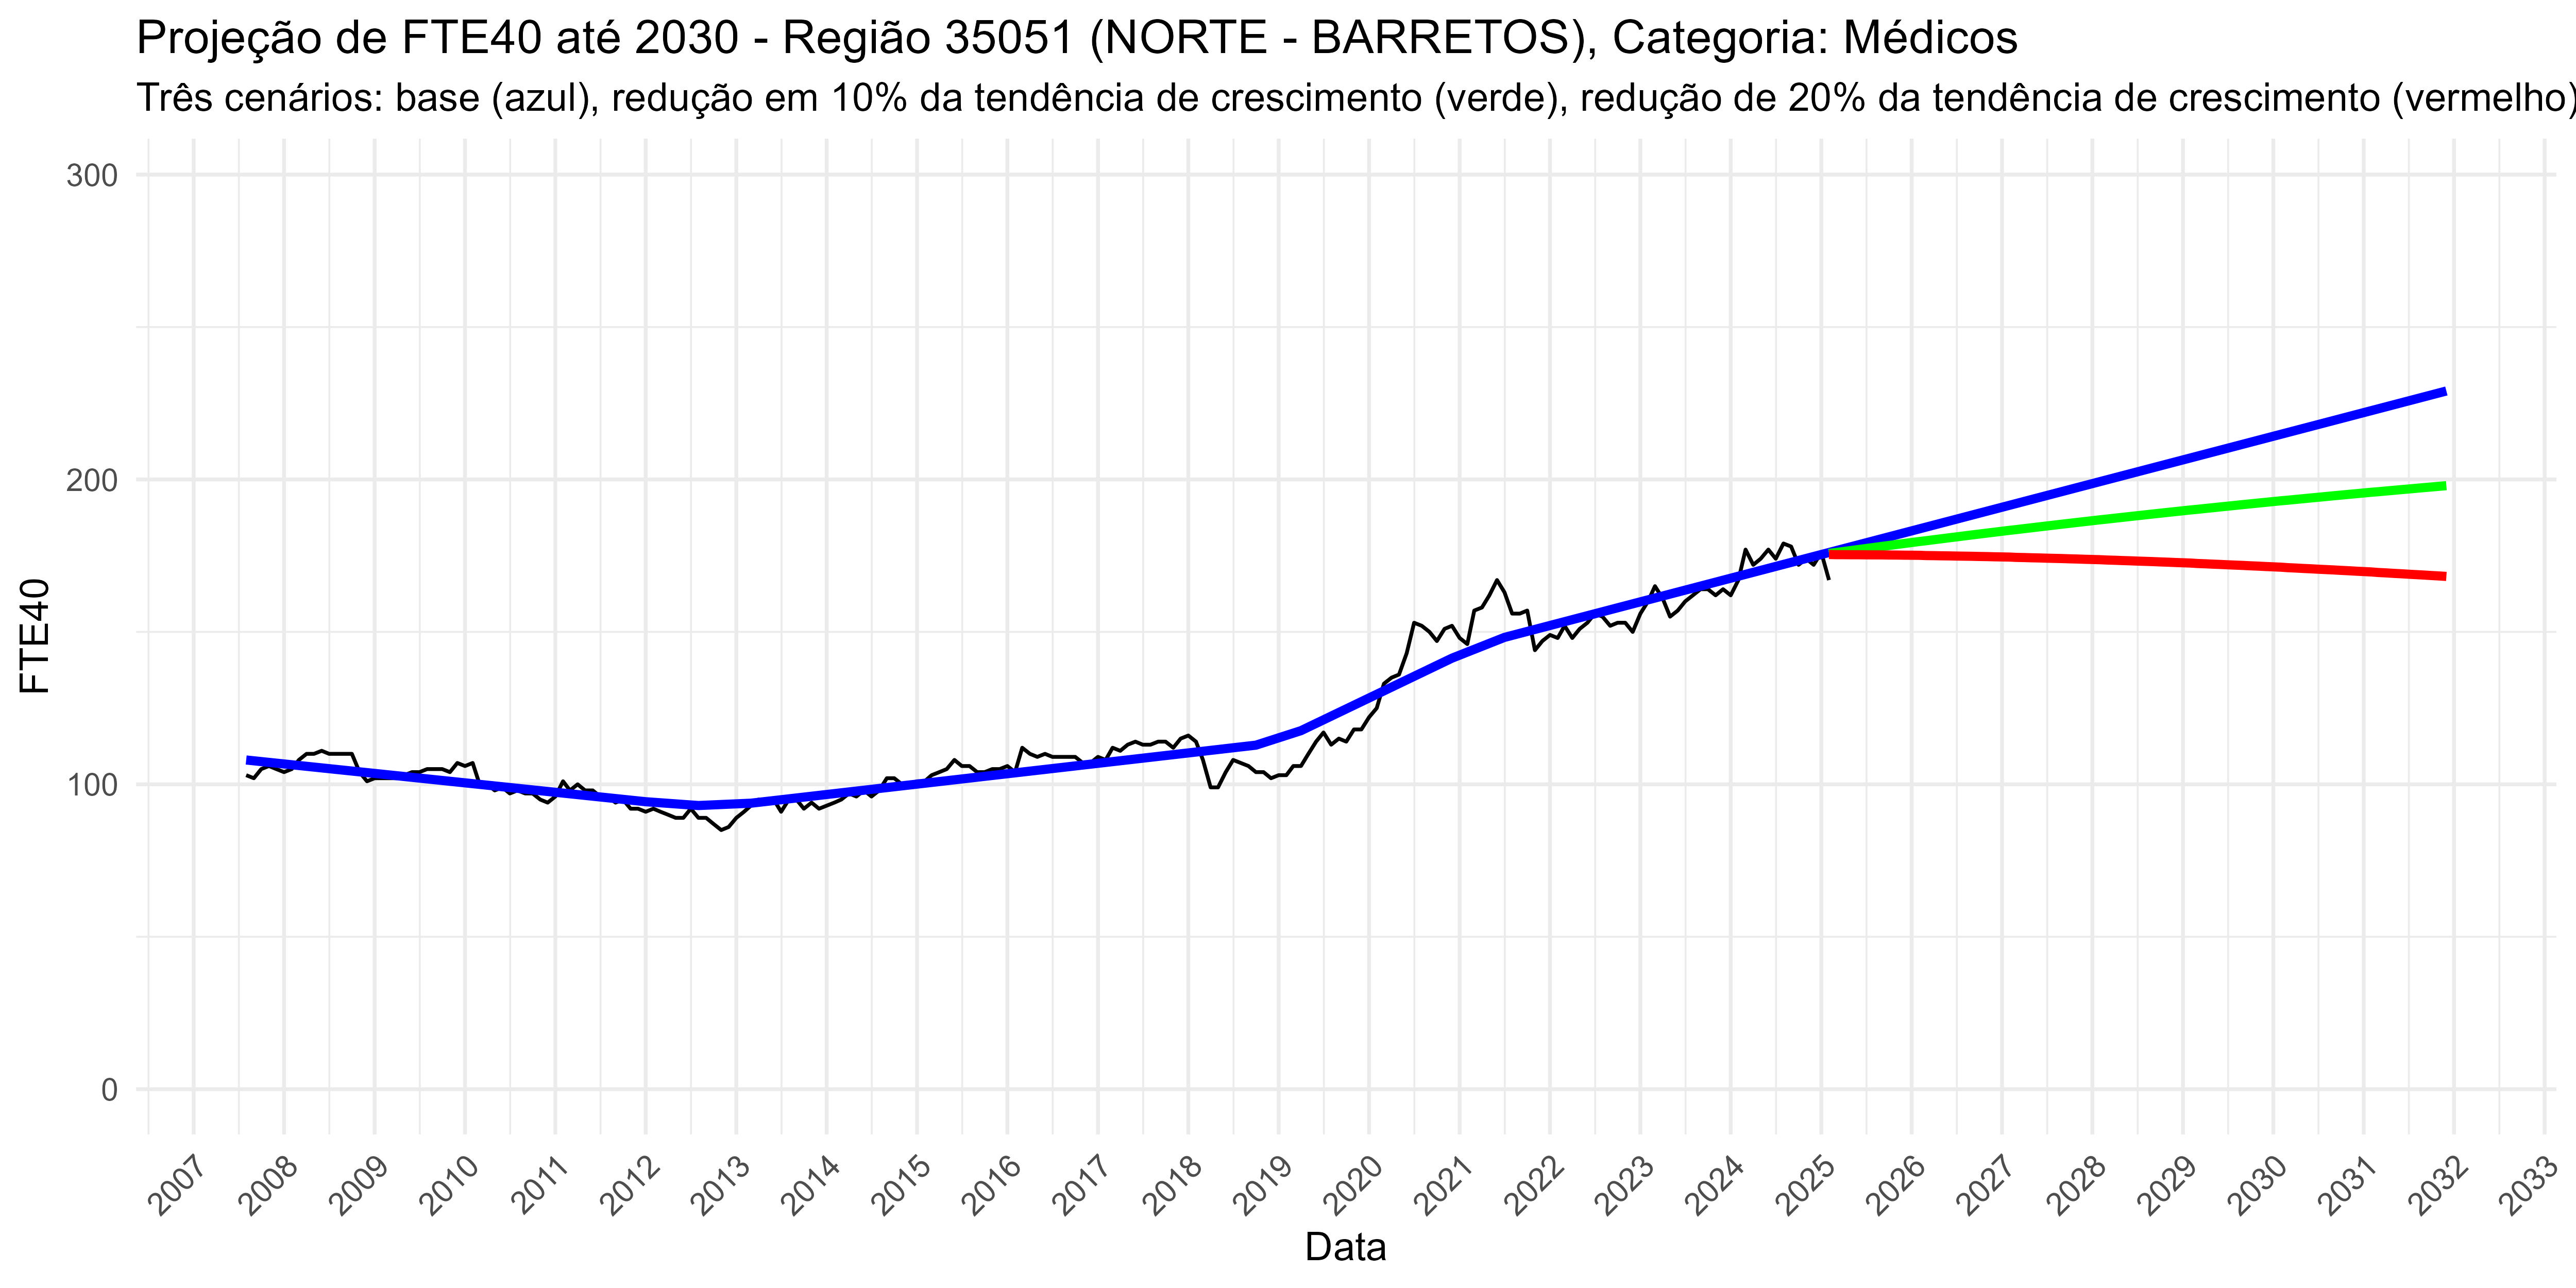 Projeção de FTE40 até 2030 - Região 35051 (NORTE - BARRETOS), Categoria: Médicos
Três cenários: base (azul), redução em 10% da tendência de crescimento (verde), redução de 20% da tendência de crescimento (vermelho)
300
200
100
0
FTE40
2007 2008 2009 2010 2011 2012 2013 2014 2015 2016 2017 2018 2019 2020 2021 2022 2023 2024 2025 2026 2027 2028 2029 2030 2031 2032 2033
Data